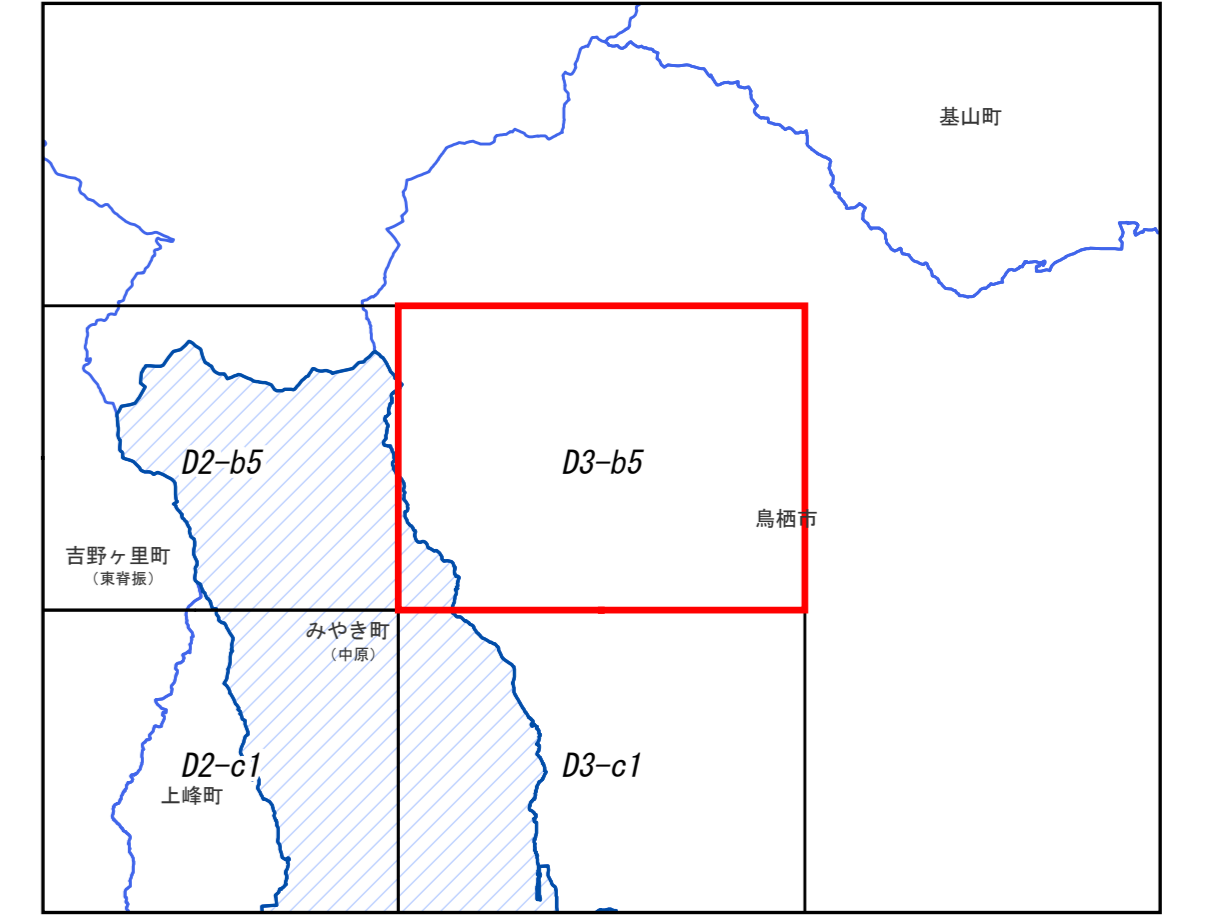 基山町
D2-b5
D3-b5
鳥栖市
吉野ヶ里町
（東脊振）
みやき町
（中原）
D2-c1
D3-c1
上峰町